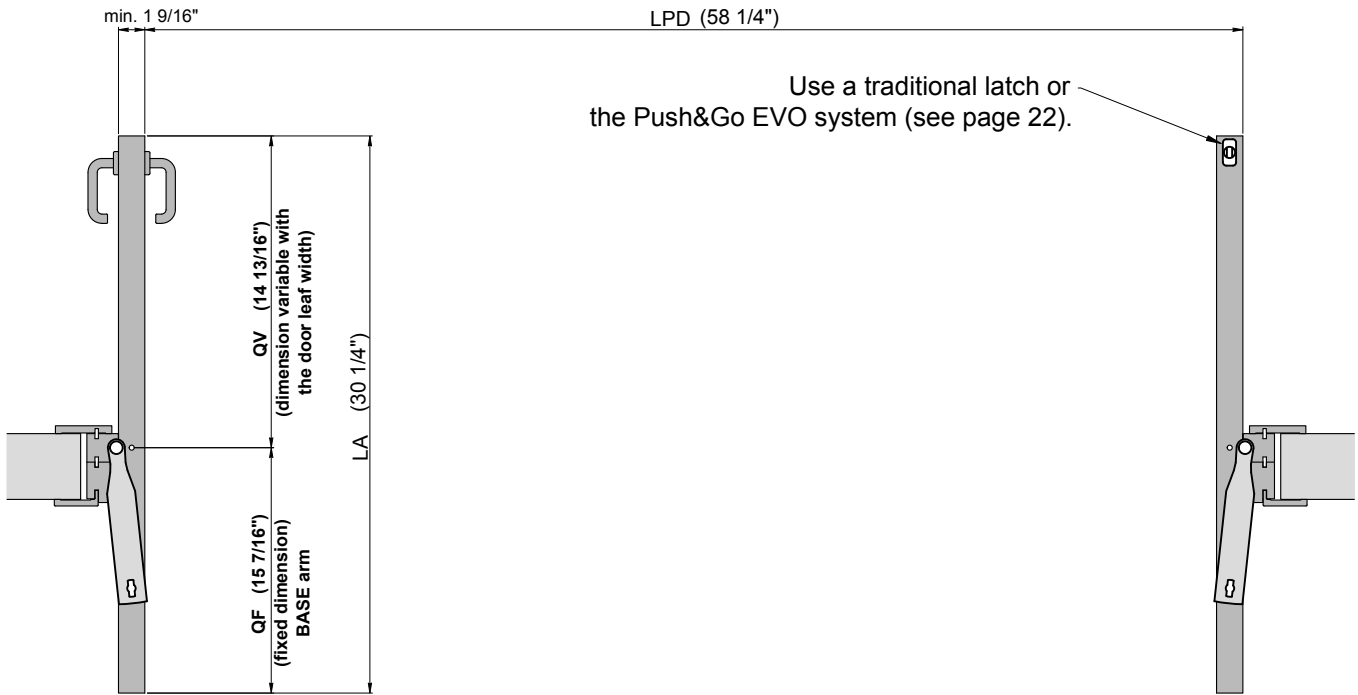 min. 1 9/16"
LPD (58 1/4")
Use a traditional latch or
the Push&Go EVO system (see page 22).
QV (14 13/16")
(dimension variable with
the door leaf width)
LA (30 1/4")
QF (15 7/16")
(fixed dimension)
BASE arm